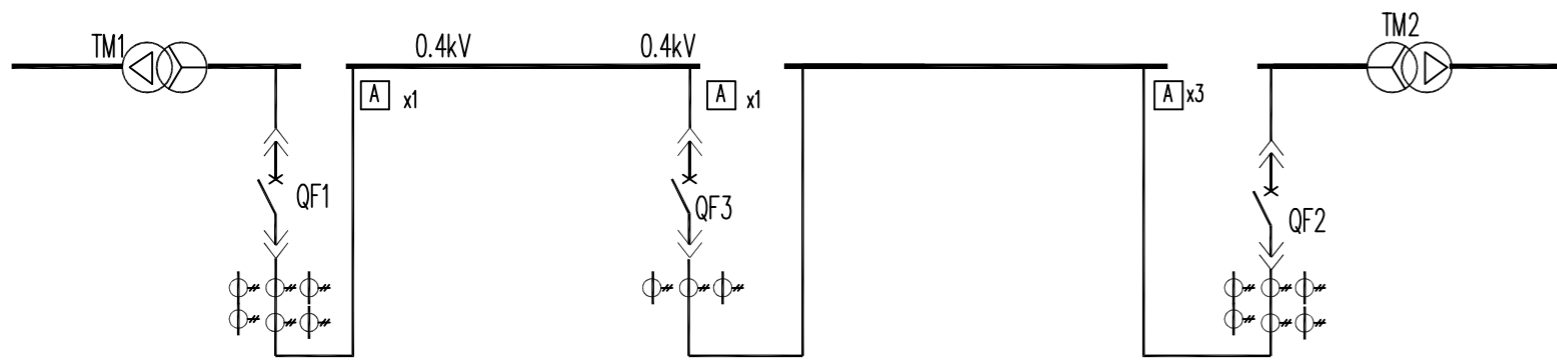 TM1
0.4kV
0.4kV
TM2
A x1
A x1
A x3
QF1
QF3
QF2